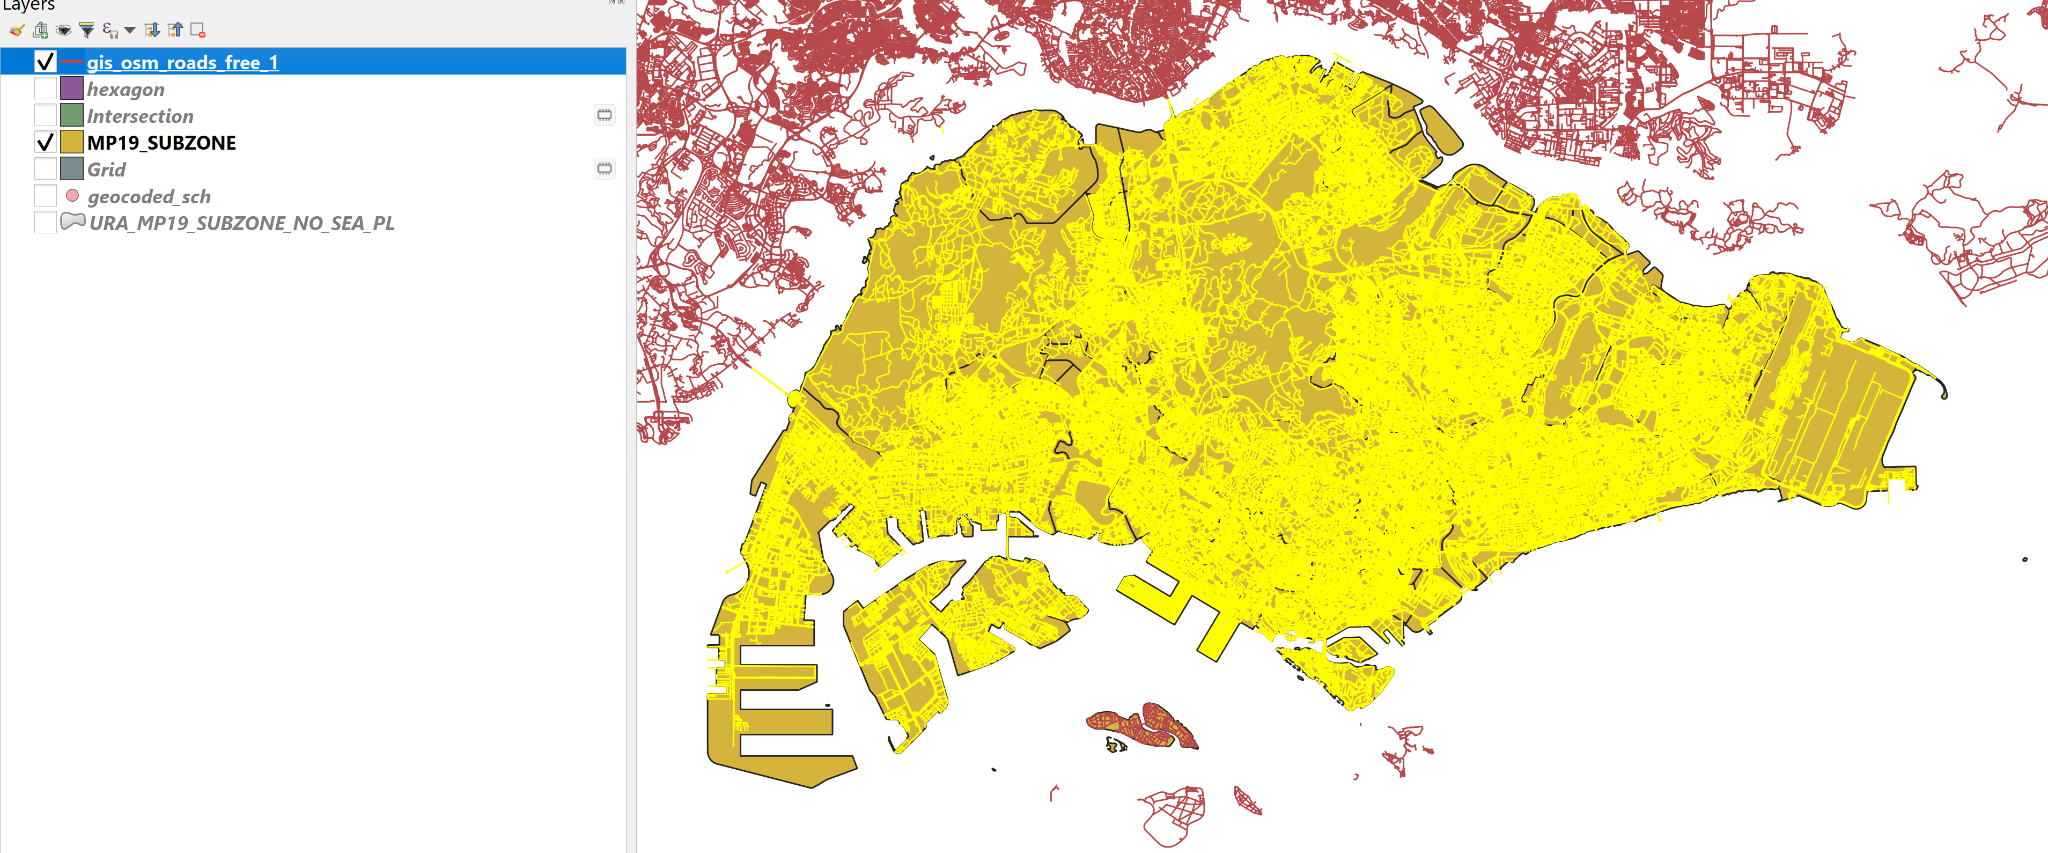 Layers
gis_osm_roads_free_1
hexagon
Intersection
MP19_SUBZONE
Grid
geocoded_sch
URA_MP19_SUBZONE_NO_SEA_PL